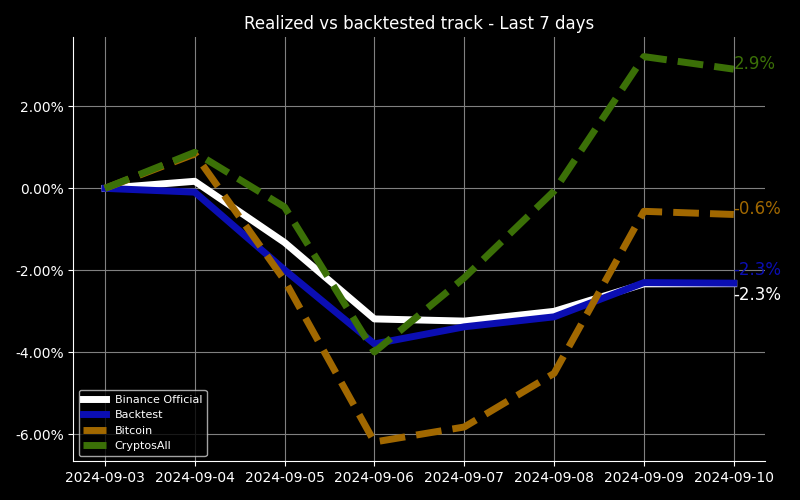 Realized vs backtested track - Last 7 days
2.9%
2.00%
0.00%
-0.6%
-2.00%
-2.3%
-2.3%
-4.00%
-6.00%
Binance Official
Backtest
Bitcoin
CryptosAll
2024-09-03 2024-09-04 2024-09-05 2024-09-06 2024-09-07 2024-09-08 2024-09-09 2024-09-10